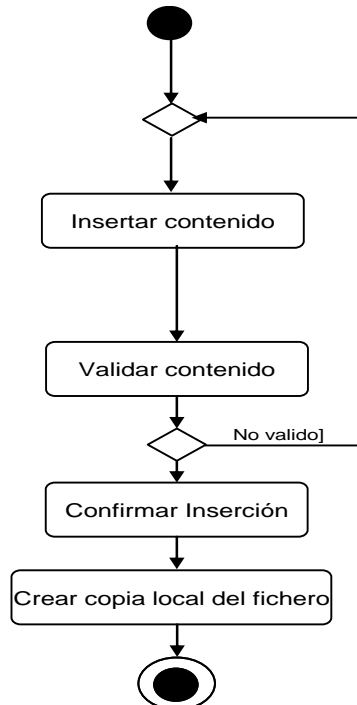 Insertar contenido
Validar contenido
No valido]
Confirmar Inserción
Crear copia local del fichero